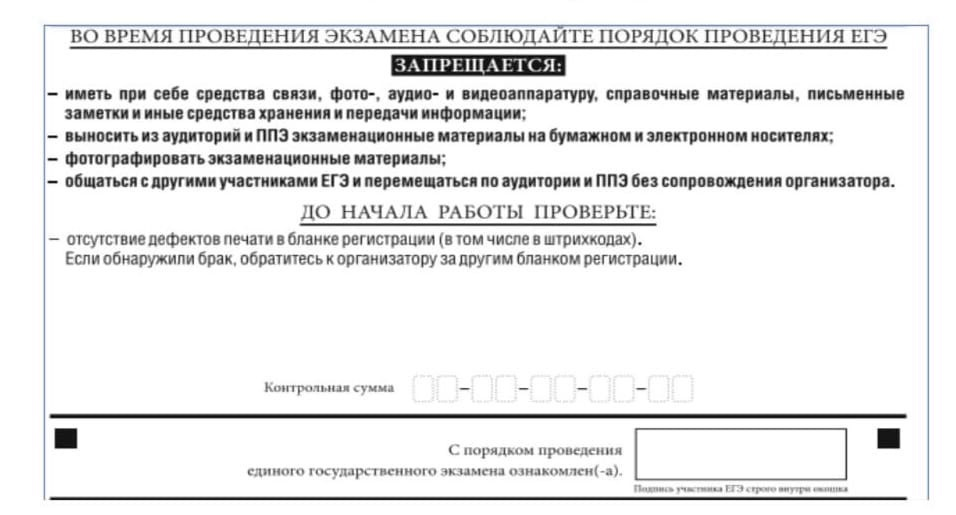 ВО ВРЕМЯ ПРОВЕДЕНИЯ ЭКЗАМЕНА СОБЛЮДАЙТЕ ПОРЯДОК ПРОВЕДЕНИЯ ЕГЭ
ЗАПРЕЩАЕТСЯ:
– иметь при себе средства связи, фото-, аудио- и видеоаппаратуру, справочные материалы, письменные
заметки и иные средства хранения и передачи информации;
– выносить из аудиторий и ППЭ экзаменационные материалы на бумажном и электронном носителях;
– фотографировать экзаменационные материалы;
– общаться с другими участниками ЕГЭ и перемещаться по аудитории и ППЭ без сопровождения организатора.
ДО НАЧАЛА РАБОТЫ ПРОВЕРЬТЕ:
– отсутствие дефектов печати в бланке регистрации (в том числе в штрихкодах).
Если обнаружили брак, обратитесь к организатору за другим бланком регистрации.
Контрольная сумма – – – –
С порядком проведения
единого государственного экзамена ознакомлен(-а).
Подпись участника ЕГЭ строго внутри окошка